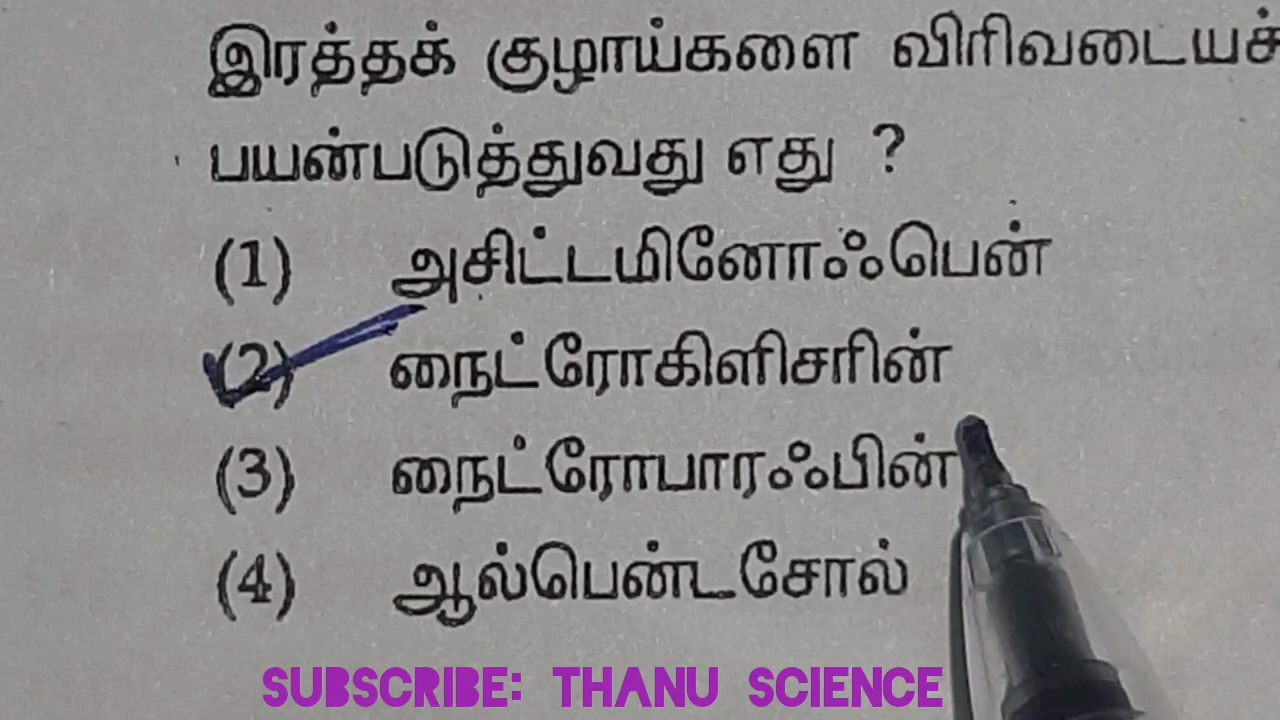 இரத்தக் குழாய்களை விரிவடையச்
பயன்படுத்துவது எது ?
(1) அசிட்டமினோஃபென்
(2) நைட்ரோகிளிசரின்
(3) நைட்ரோபாரஃபின்
(4) ஆல்பென்டசோல்
SUBSCRIBE: THANU SCIENCE